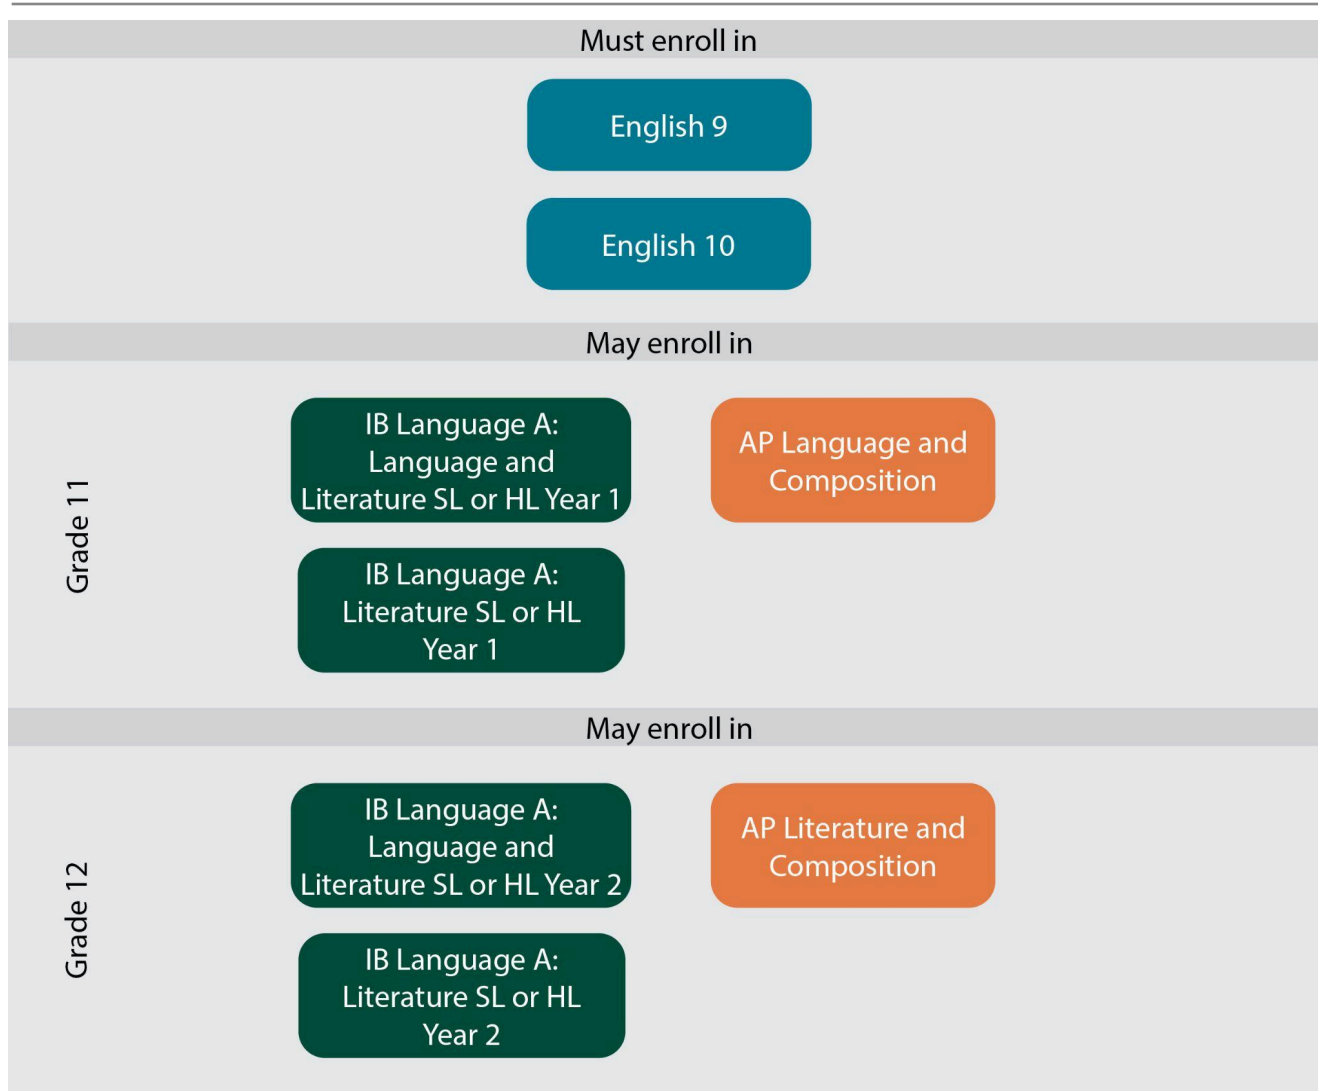 Must enroll in
English 9
English 10
May enroll in
Grade 11
IB Language A:
Language and
Literature SL or HL Year 1
AP Language and
Composition
IB Language A:
Literature SL or HL
Year 1
May enroll in
Grade 12
IB Language A:
Language and
Literature SL or HL Year 2
AP Literature and
Composition
IB Language A:
Literature SL or HL
Year 2